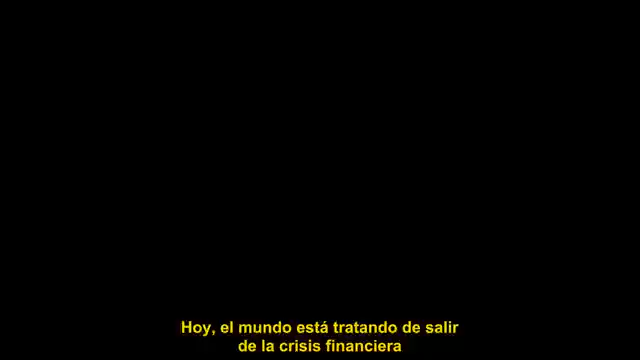 Hoy, el mundo está tratando de salir
de la crisis financiera